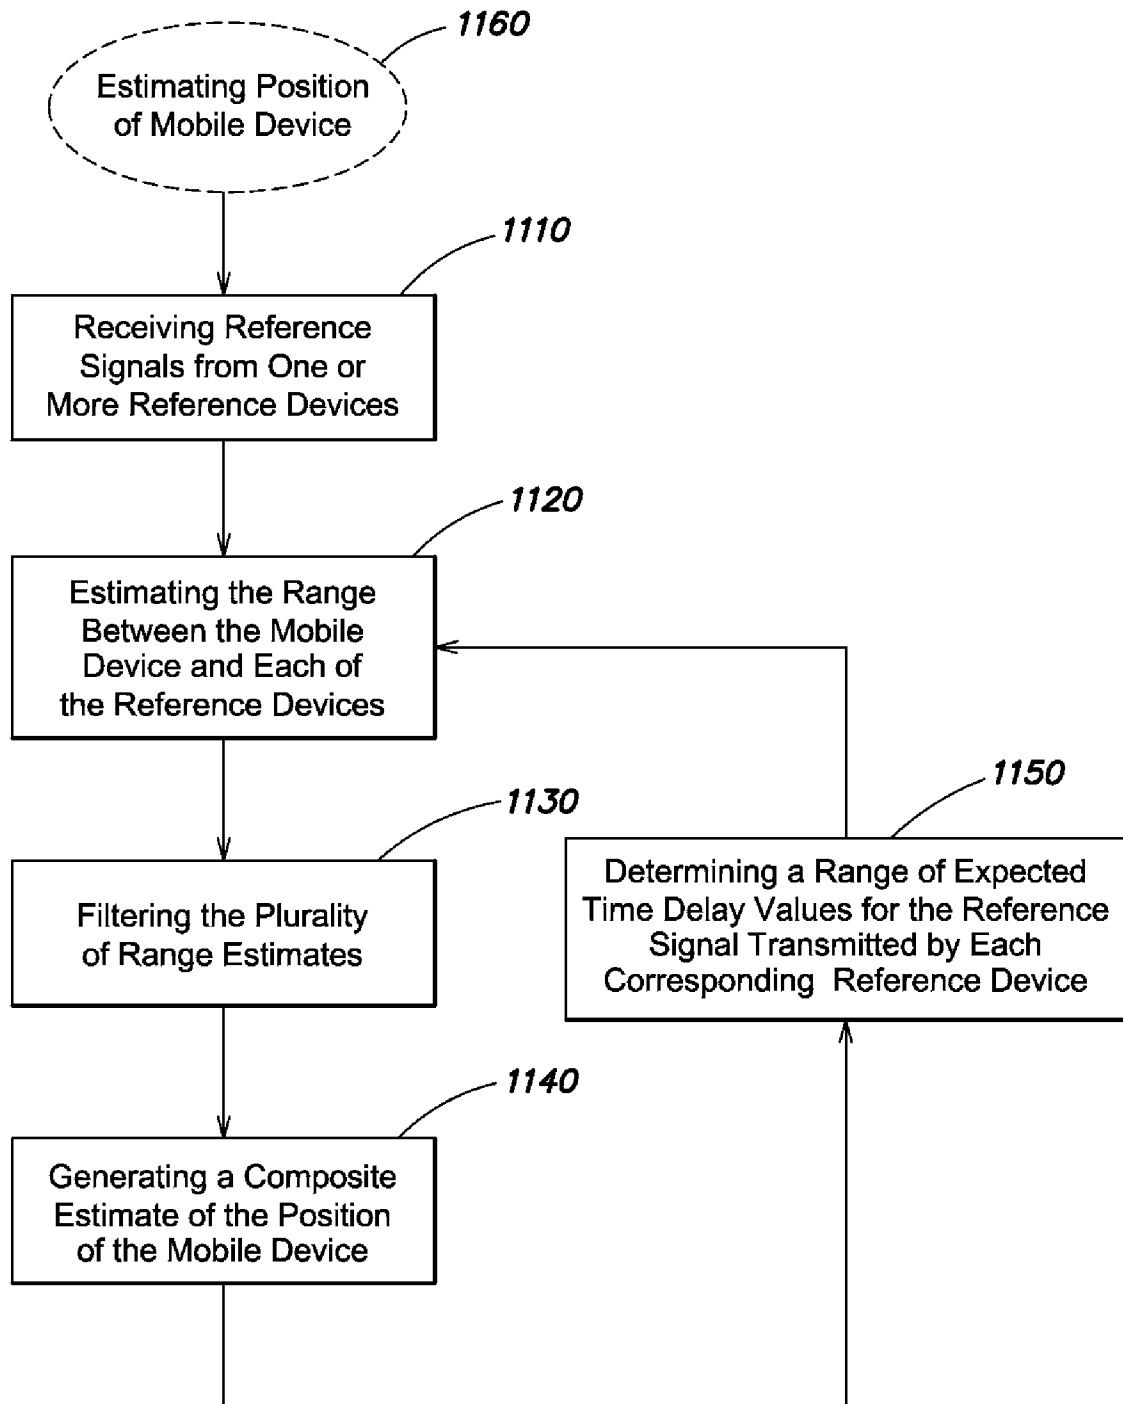 1160
Estimating Position
of Mobile Device
1110
Receiving Reference
Signals from One or
More Reference Devices
1120
Estimating the Range
Between the Mobile
Device and Each of
the Reference Devices
1130
Filtering the Plurality
of Range Estimates
1140
Generating a Composite
Estimate of the Position
of the Mobile Device
1150
Determining a Range of Expected
Time Delay Values for the Reference
Signal Transmitted by Each
Corresponding Reference Device